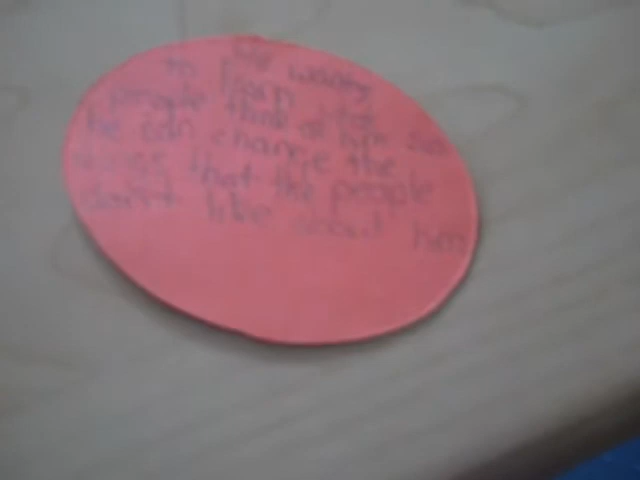 He wants
to learn what
people think of him so
he can change the
things that the people
don't like about him